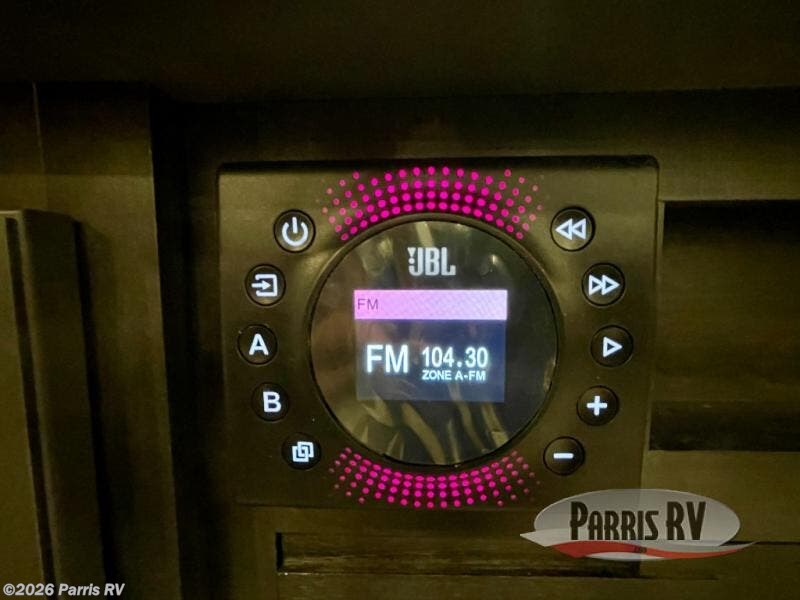 JBL
FM
FM 104.30
ZONE A-FM
A
B
PARRIS RV
©2026 Parris RV